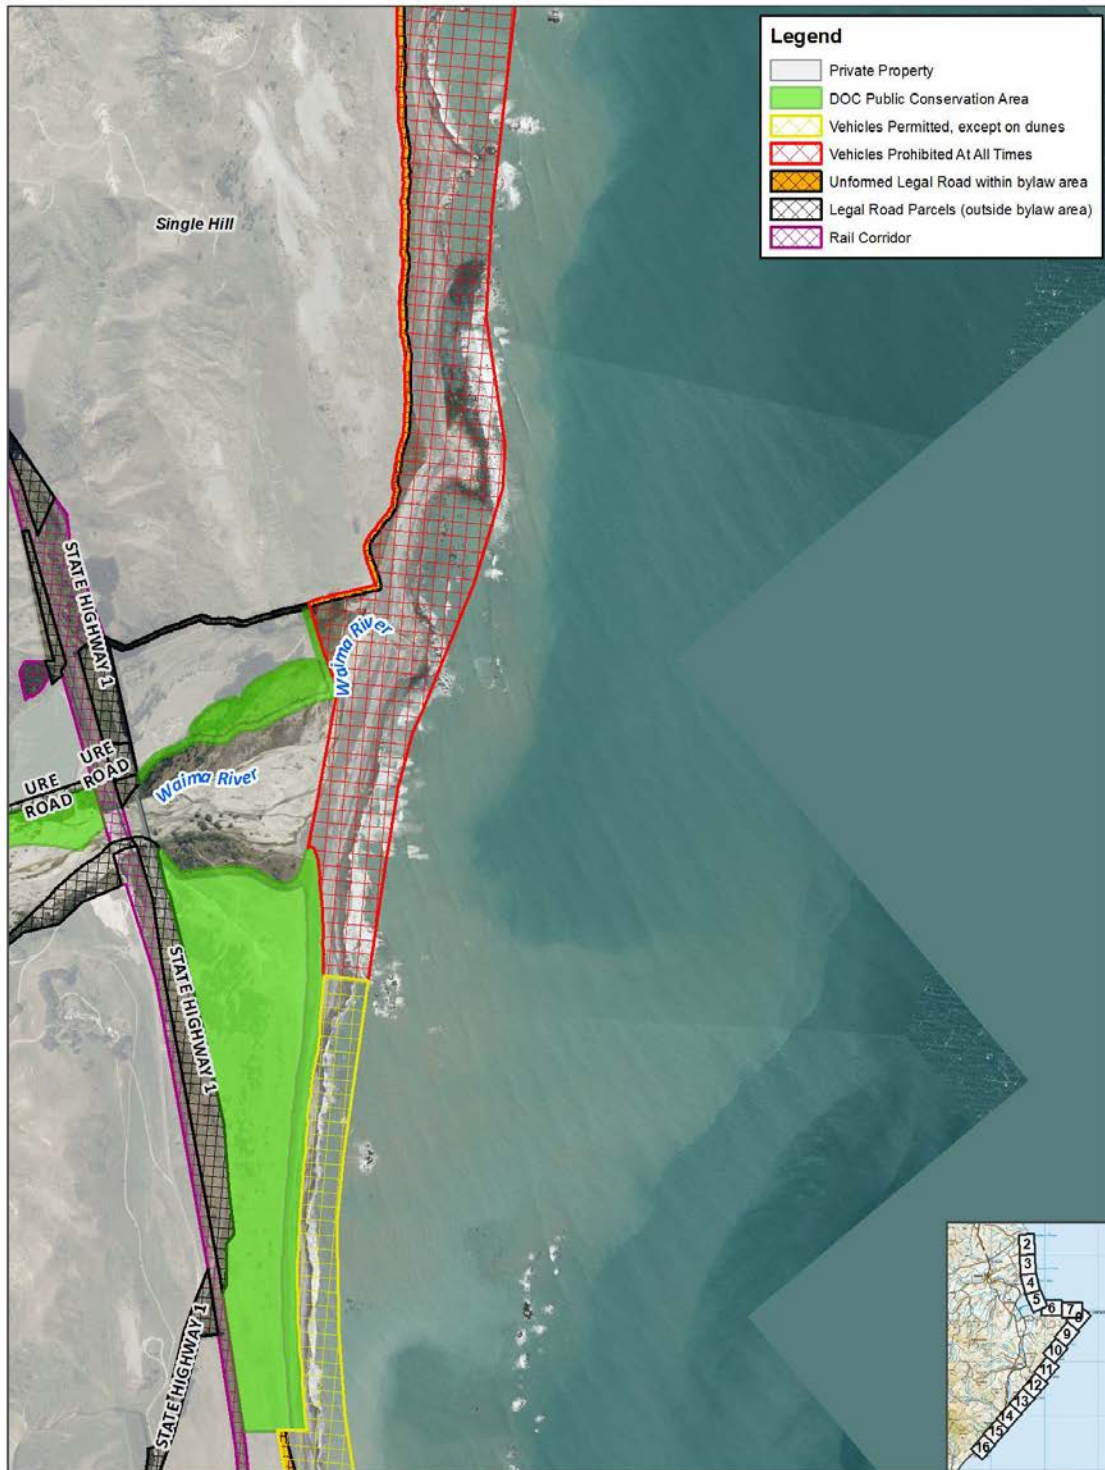 Legend
Private Property
DOC Public Conservation Area
Vehicles Permitted, except on dunes
Vehicles Prohibited At All Times
Unformed Legal Road within bylaw area
Legal Road Parcels (outside bylaw area)
Rail Corridor
Single Hill
STATE HIGHWAY 1
Waima River
URE ROAD
URE ROAD
Waima River
STATE HIGHWAY 1
STATE HIGHWAY 1
2
3
4
5
6
7
8
9
10
11
12
13
14
15
16